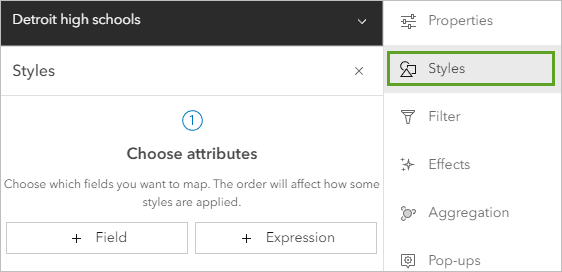 Detroit high schools
Styles
1
Choose attributes
Choose which fields you want to map. The order will affect how some
styles are applied.
+ Field
+ Expression
Properties
Styles
Filter
Effects
Aggregation
Pop-ups